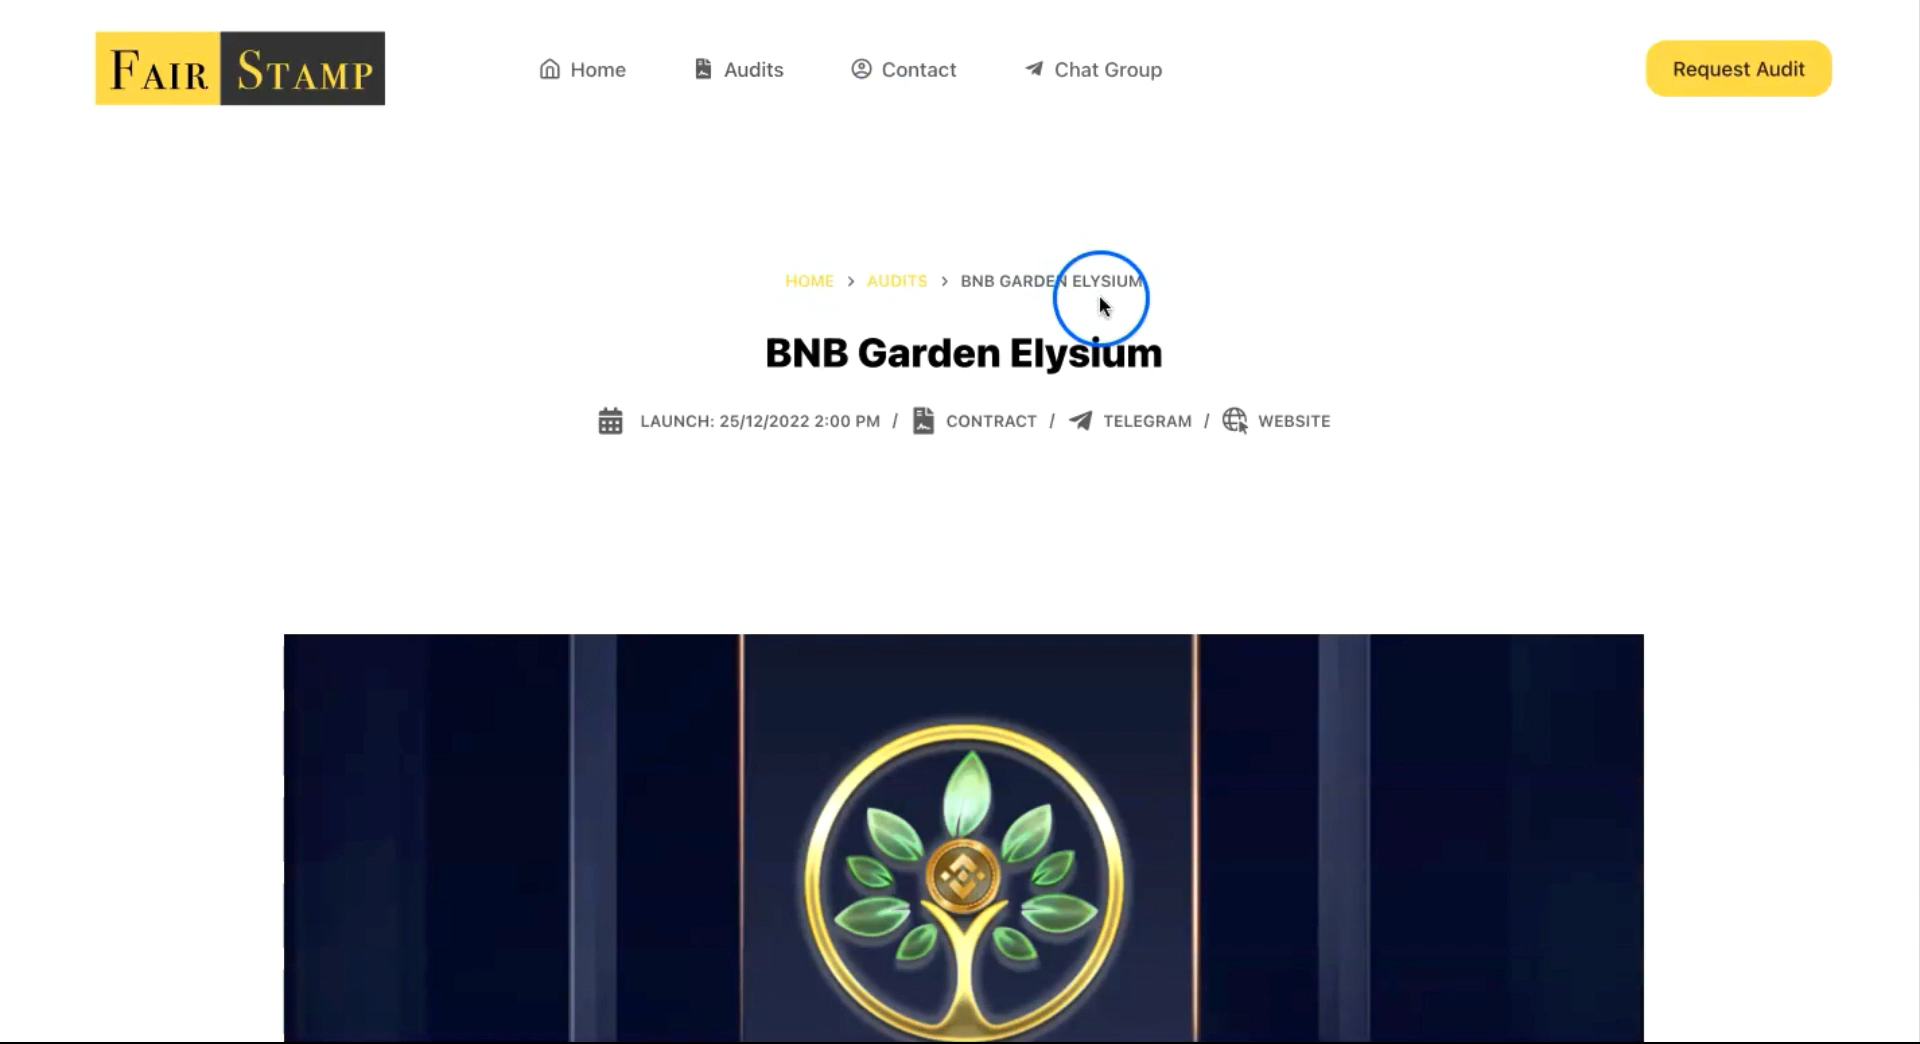 FAIR STAMP
Home
Audits
Contact
Chat Group
Request Audit
HOME > AUDITS > BNB GARDEN ELYSIUM
BNB Garden Elysium
LAUNCH: 25/12/2022 2:00 PM / CONTRACT / TELEGRAM / WEBSITE